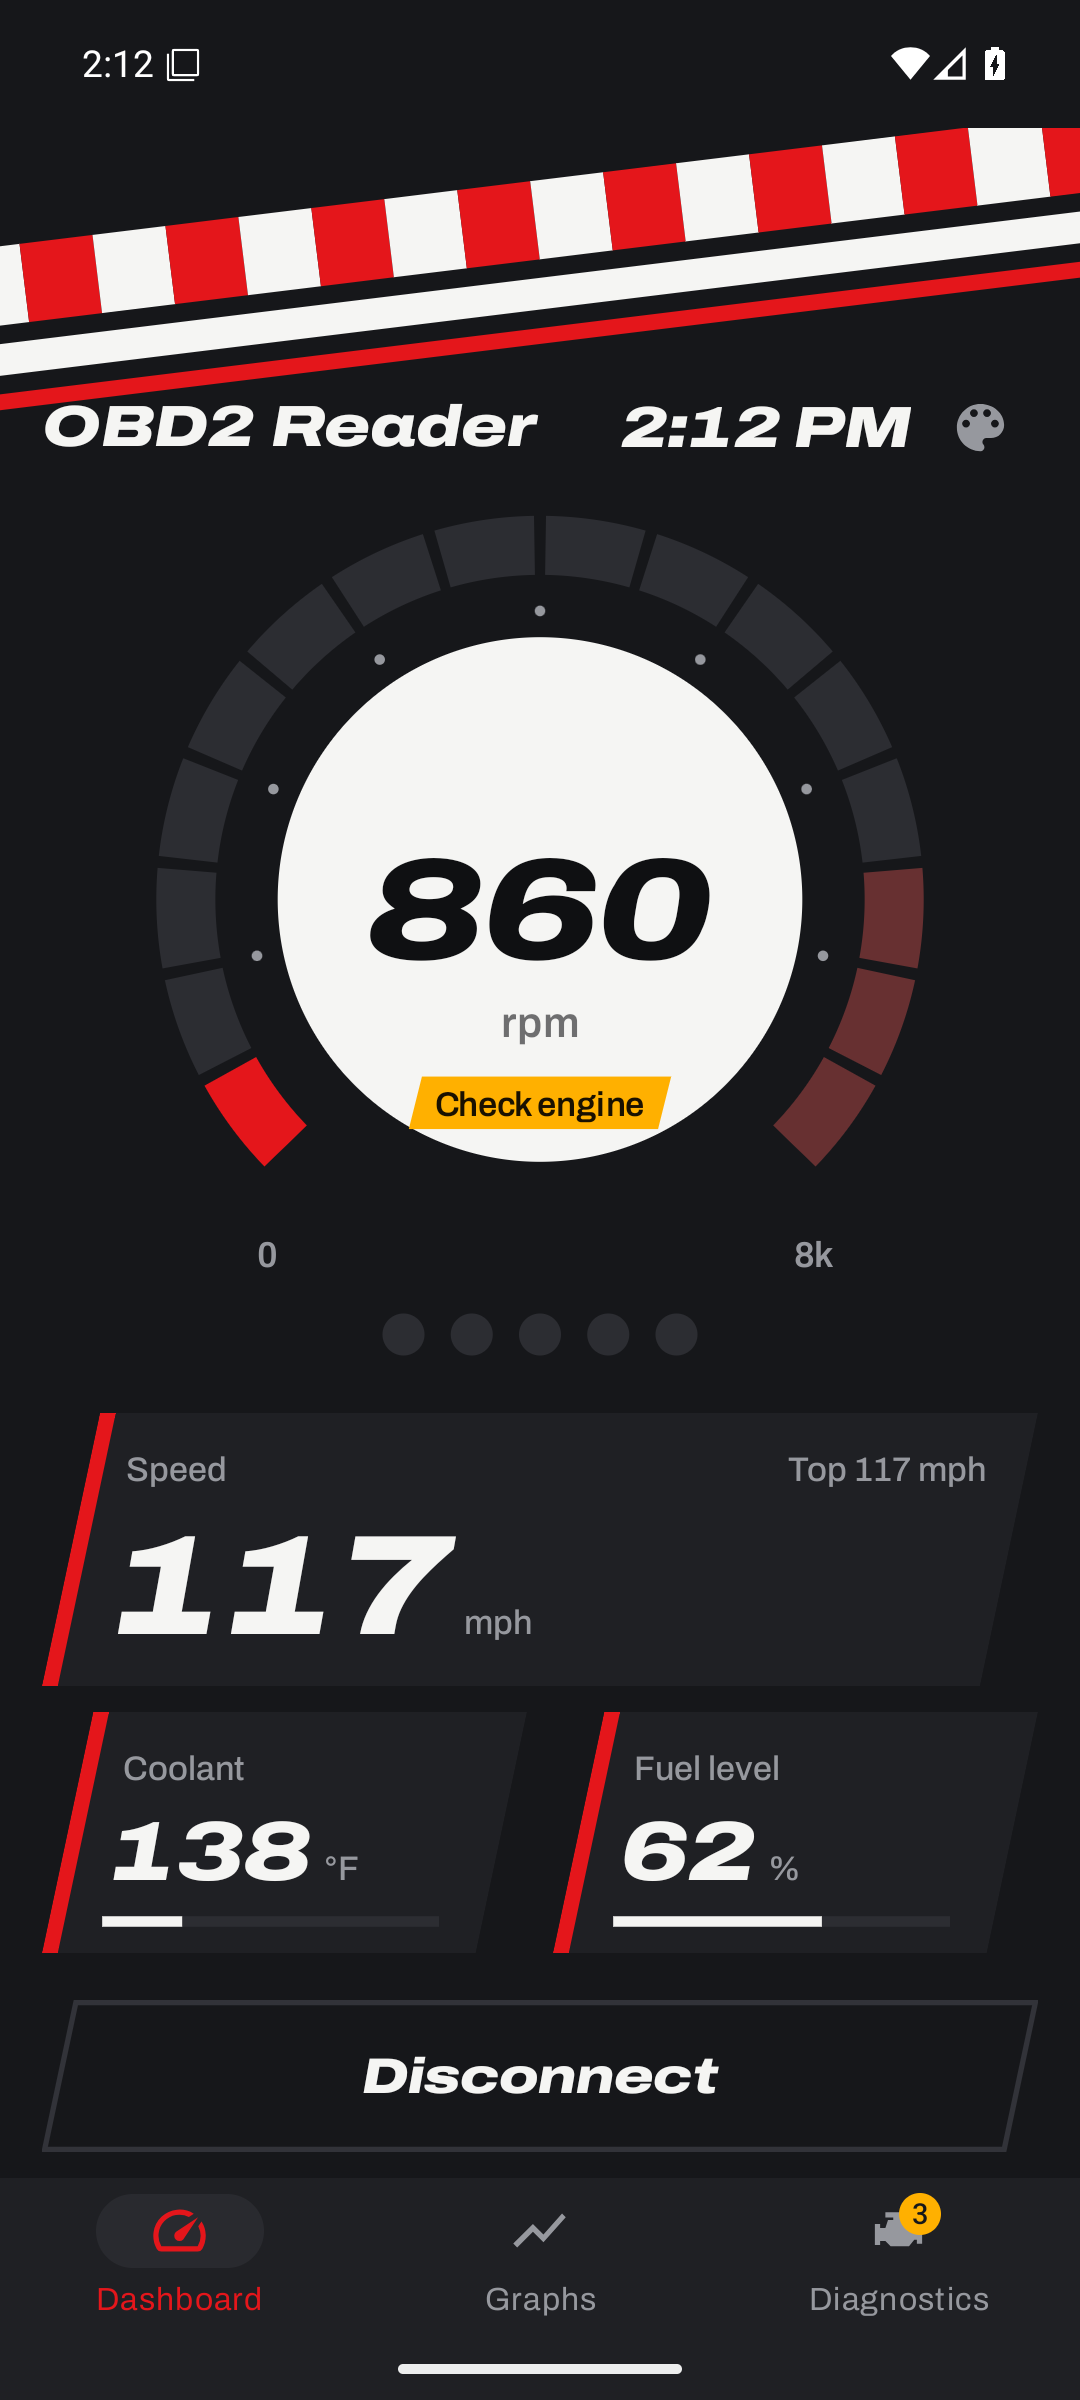 2:12
OBD2 Reader 2:12 PM
860
rpm
Check engine
0 8k
Speed Top 117 mph
117 mph
Coolant Fuel level
138 °F 62 %
Disconnect
3
Dashboard Graphs Diagnostics